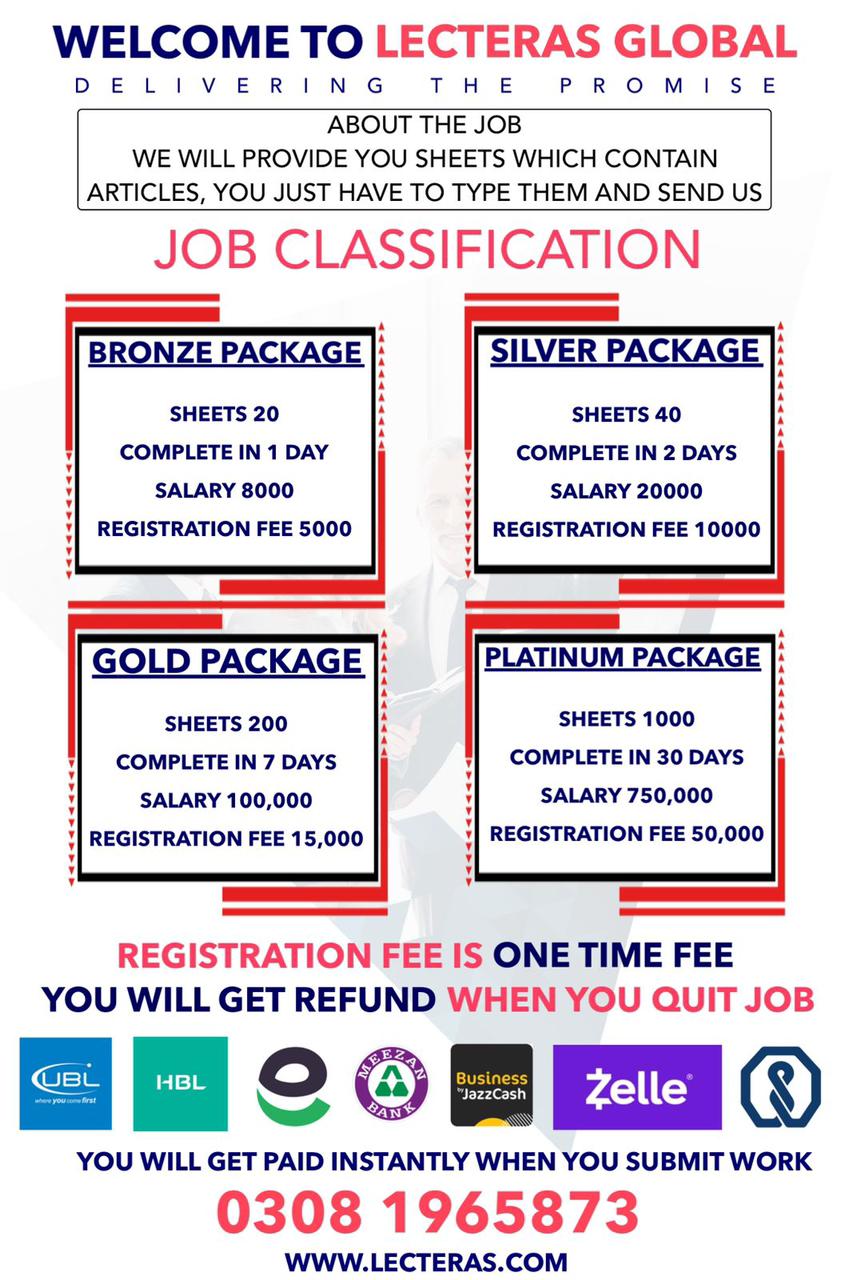 WELCOME TO LECTERAS GLOBAL
DELIVERING THE PROMISE
ABOUT THE JOB
WE WILL PROVIDE YOU SHEETS WHICH CONTAIN
ARTICLES, YOU JUST HAVE TO TYPE THEM AND SEND US
JOB CLASSIFICATION
BRONZE PACKAGE
SHEETS 20
COMPLETE IN 1 DAY
SALARY 8000
REGISTRATION FEE 5000
SILVER PACKAGE
SHEETS 40
COMPLETE IN 2 DAYS
SALARY 20000
REGISTRATION FEE 10000
GOLD PACKAGE
SHEETS 200
COMPLETE IN 7 DAYS
SALARY 100,000
REGISTRATION FEE 15,000
PLATINUM PACKAGE
SHEETS 1000
COMPLETE IN 30 DAYS
SALARY 750,000
REGISTRATION FEE 50,000
REGISTRATION FEE IS ONE TIME FEE
YOU WILL GET REFUND WHEN YOU QUIT JOB
UBL
where you come first
HBL
MEEZAN
BANK
Business
by JazzCash
Zelle®
YOU WILL GET PAID INSTANTLY WHEN YOU SUBMIT WORK
0308 1965873
WWW.LECTERAS.COM